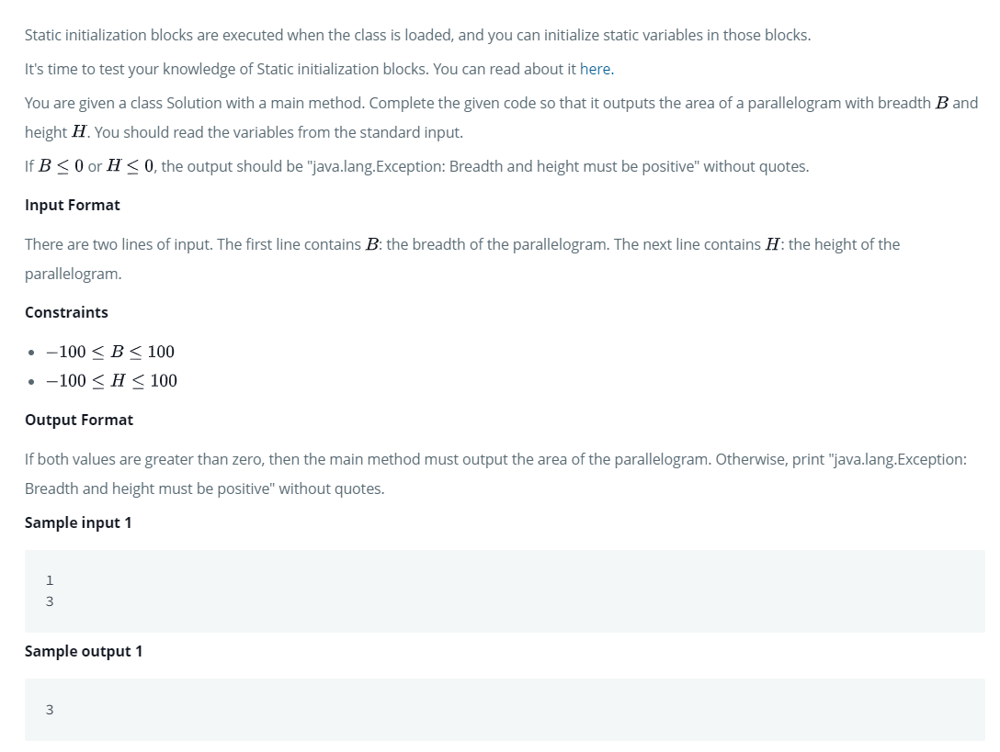 Static initialization blocks are executed when the class is loaded, and you can initialize static variables in those blocks.
It's time to test your knowledge of Static initialization blocks. You can read about it here.
You are given a class Solution with a main method. Complete the given code so that it outputs the area of a parallelogram with breadth B and
height H. You should read the variables from the standard input.
If B ≤ 0 or H ≤ 0, the output should be "java.lang.Exception: Breadth and height must be positive" without quotes.
Input Format
There are two lines of input. The first line contains B: the breadth of the parallelogram. The next line contains H: the height of the
parallelogram.
Constraints
• −100 ≤ B ≤ 100
• −100 ≤ H ≤ 100
Output Format
If both values are greater than zero, then the main method must output the area of the parallelogram. Otherwise, print "java.lang.Exception:
Breadth and height must be positive" without quotes.
Sample input 1
1
3
Sample output 1
3